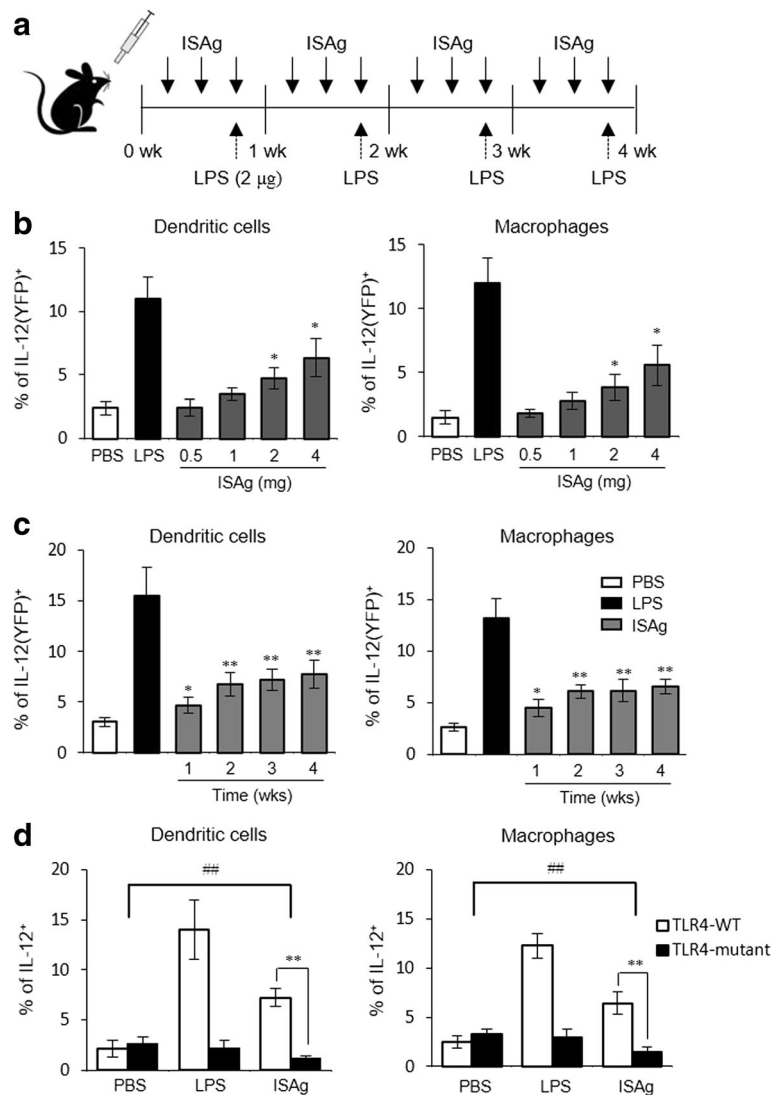 a
ISAg ISAg ISAg ISAg
0 wk 1 wk 2 wk 3 wk 4 wk
LPS (2 μg) LPS LPS LPS
b
Dendritic cells
% of IL-12(YFP)+
15
10
5
0
PBS LPS 0.5 1 2 4
ISAg (mg)
* *
Macrophages
% of IL-12(YFP)+
15
10
5
0
PBS LPS 0.5 1 2 4
ISAg (mg)
* *
c
Dendritic cells
% of IL-12(YFP)+
20
15
10
5
0
* ** ** **
1 2 3 4
Time (wks)
Macrophages
% of IL-12(YFP)+
20
15
10
5
0
* ** ** **
1 2 3 4
Time (wks)
PBS
LPS
ISAg
d
Dendritic cells
% of IL-12+
20
15
10
5
0
##
**
PBS LPS ISAg
Macrophages
% of IL-12+
20
15
10
5
0
##
**
PBS LPS ISAg
TLR4-WT
TLR4-mutant